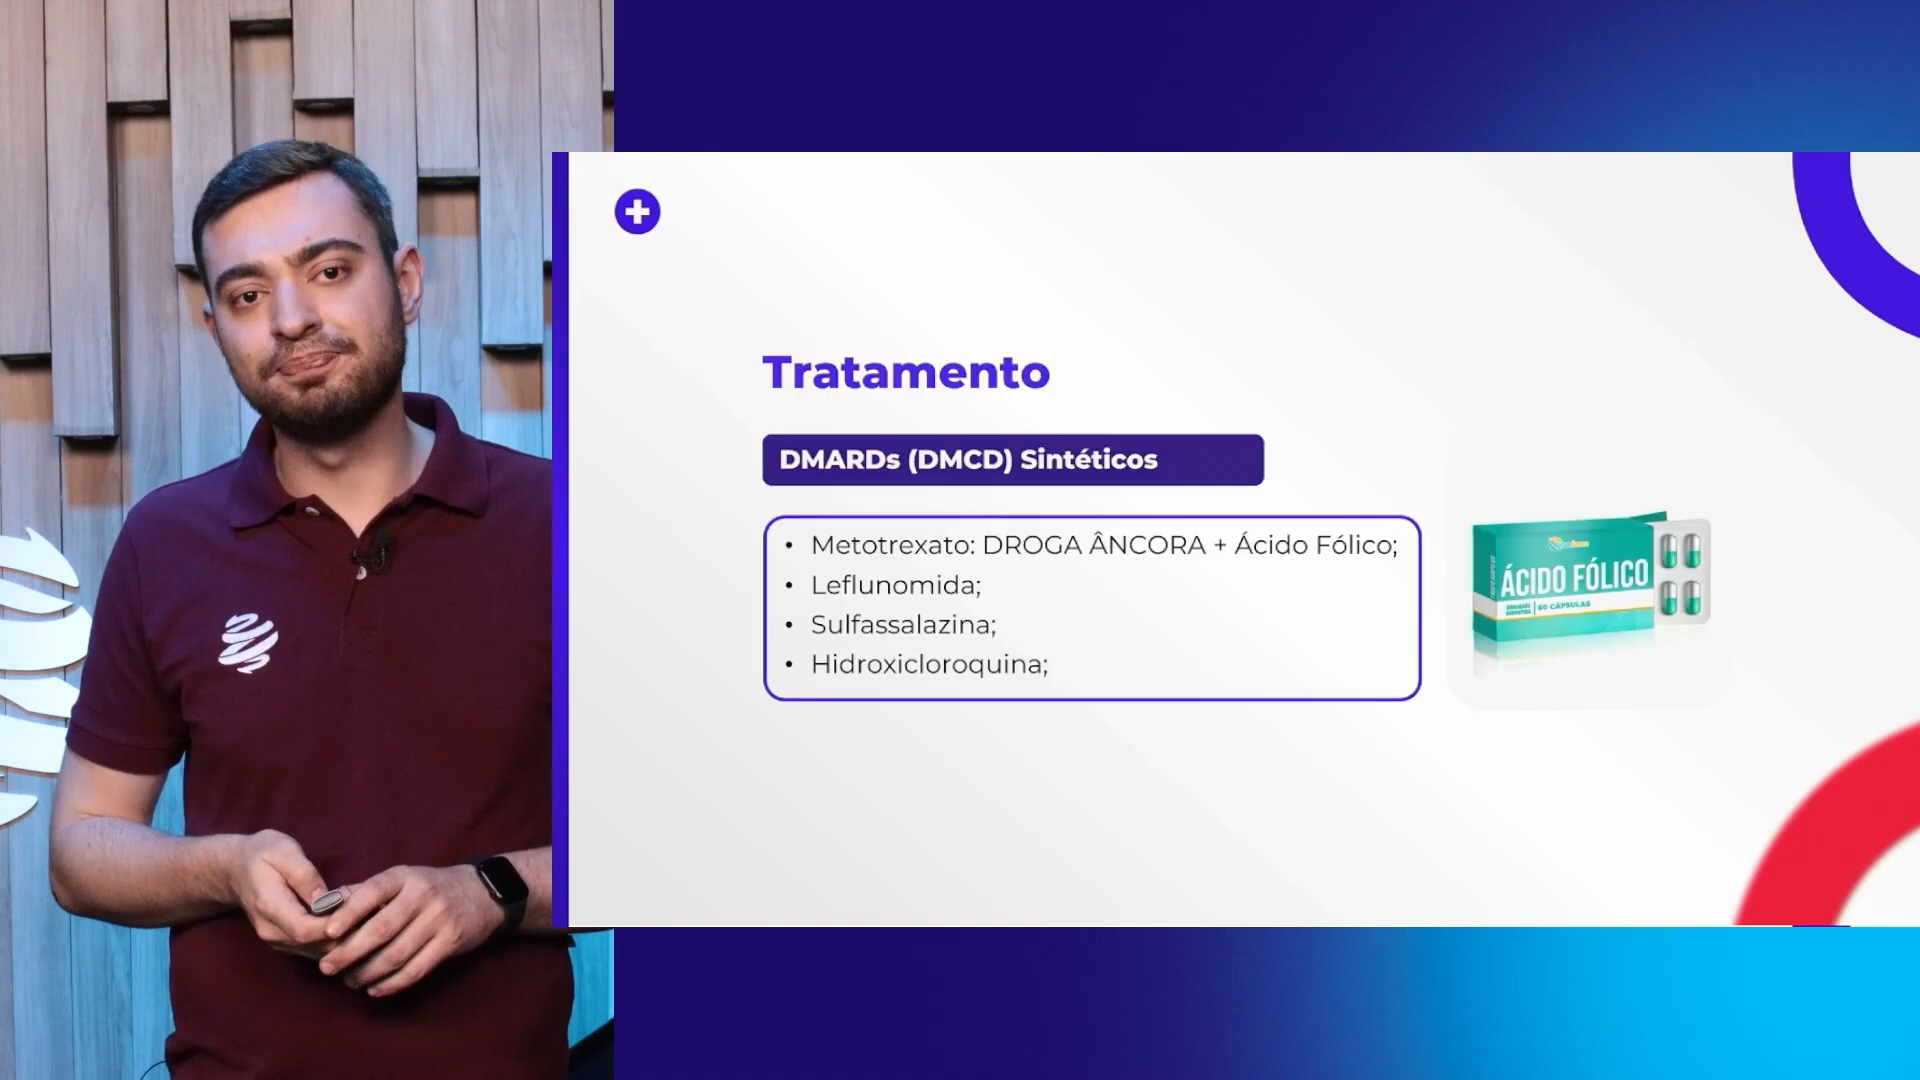 Tratamento
DMARDs (DMCD) Sintéticos
• Metotrexato: DROGA ÂNCORA + Ácido Fólico;
• Leflunomida;
• Sulfassalazina;
• Hidroxicloroquina;
ÁCIDO FÓLICO
60 CÁPSULAS